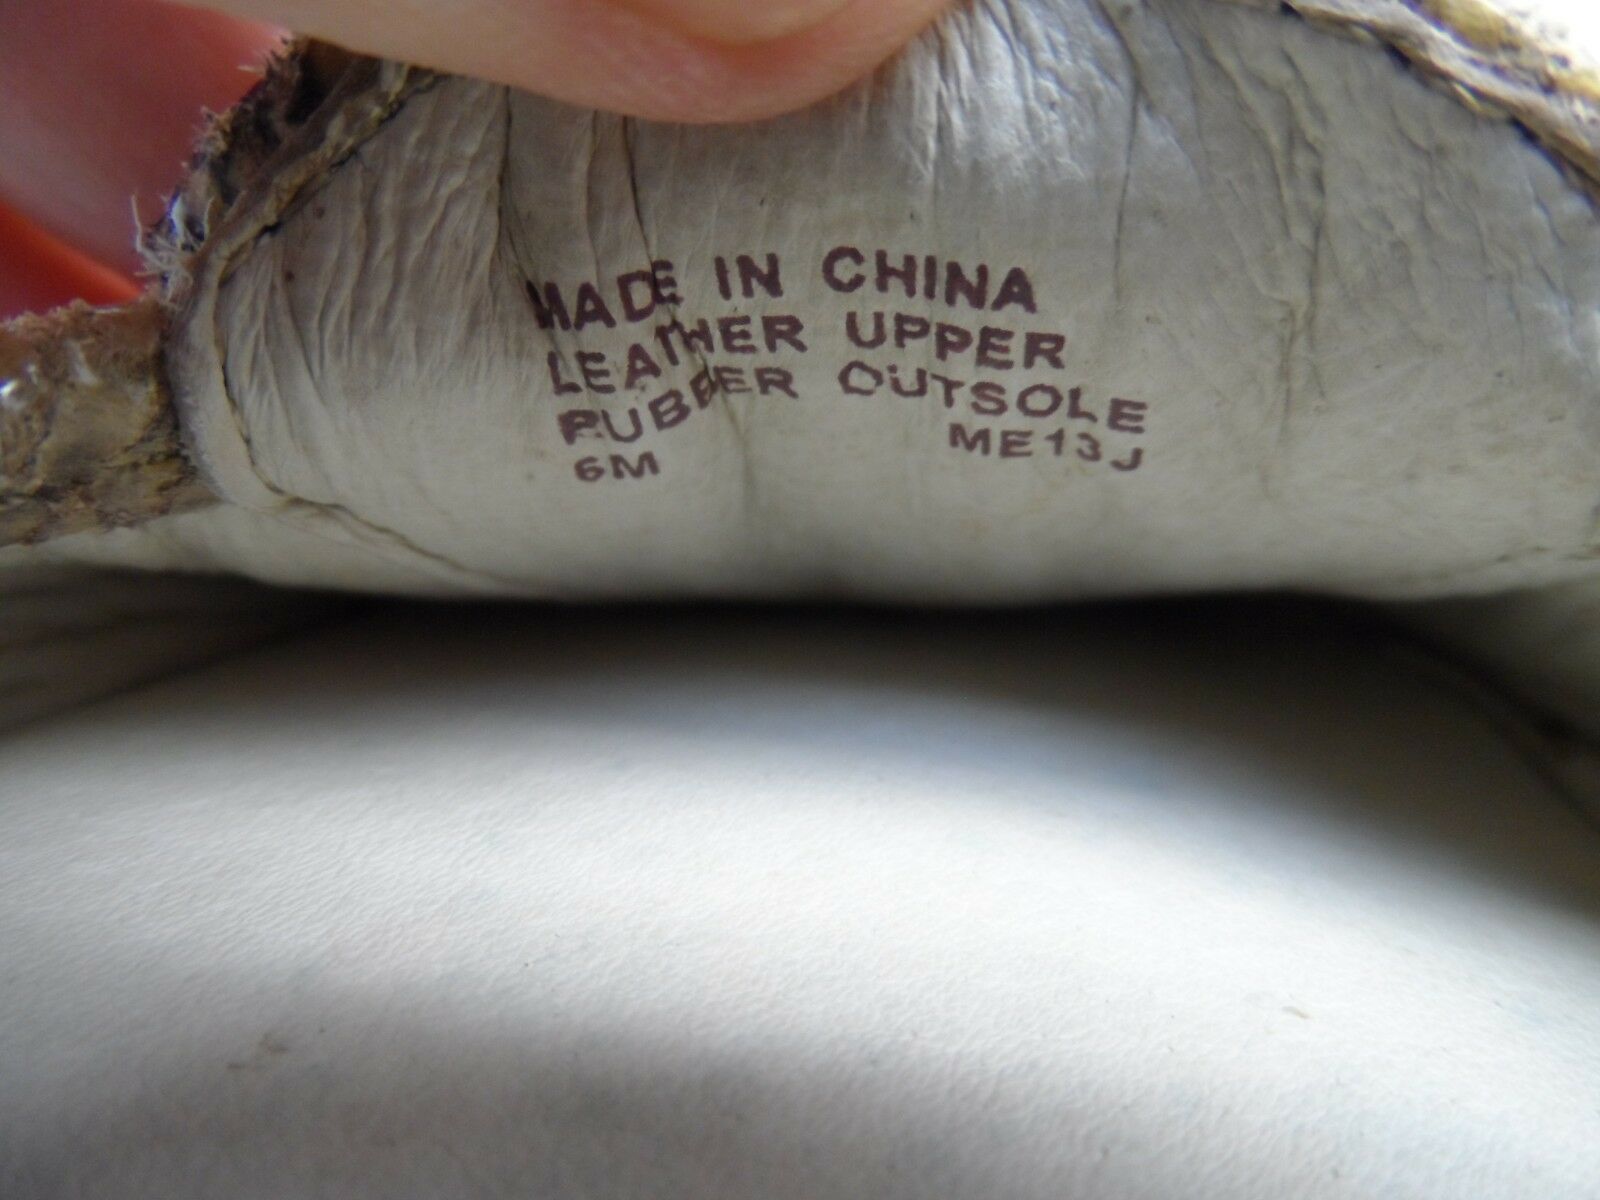 MADE IN CHINA
LEATHER UPPER
RUBBER OUTSOLE
6M ME13J